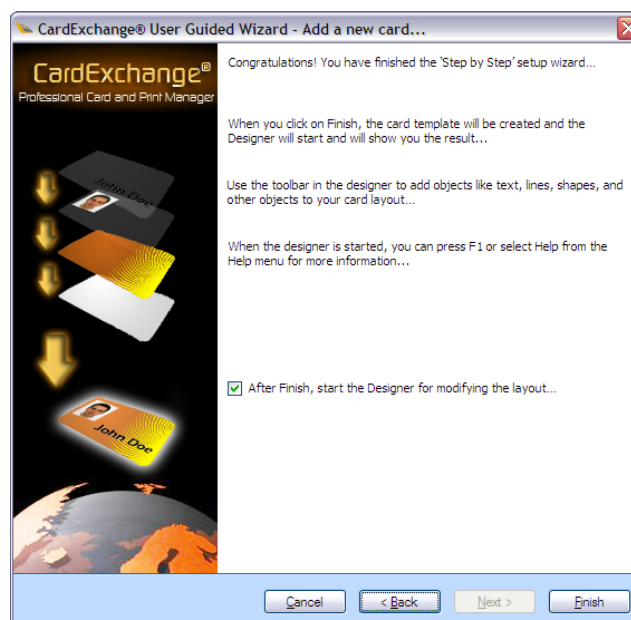 CardExchange® User Guided Wizard - Add a new card...
CardExchange®
Professional Card and Print Manager
Congratulations! You have finished the 'Step by Step' setup wizard...
When you click on Finish, the card template will be created and the
Designer will start and will show you the result...
Use the toolbar in the designer to add objects like text, lines, shapes, and
other objects to your card layout...
When the designer is started, you can press F1 or select Help from the
Help menu for more information...
John Doe
After Finish, start the Designer for modifying the layout...
John Doe
Cancel
< Back
Next >
Finish